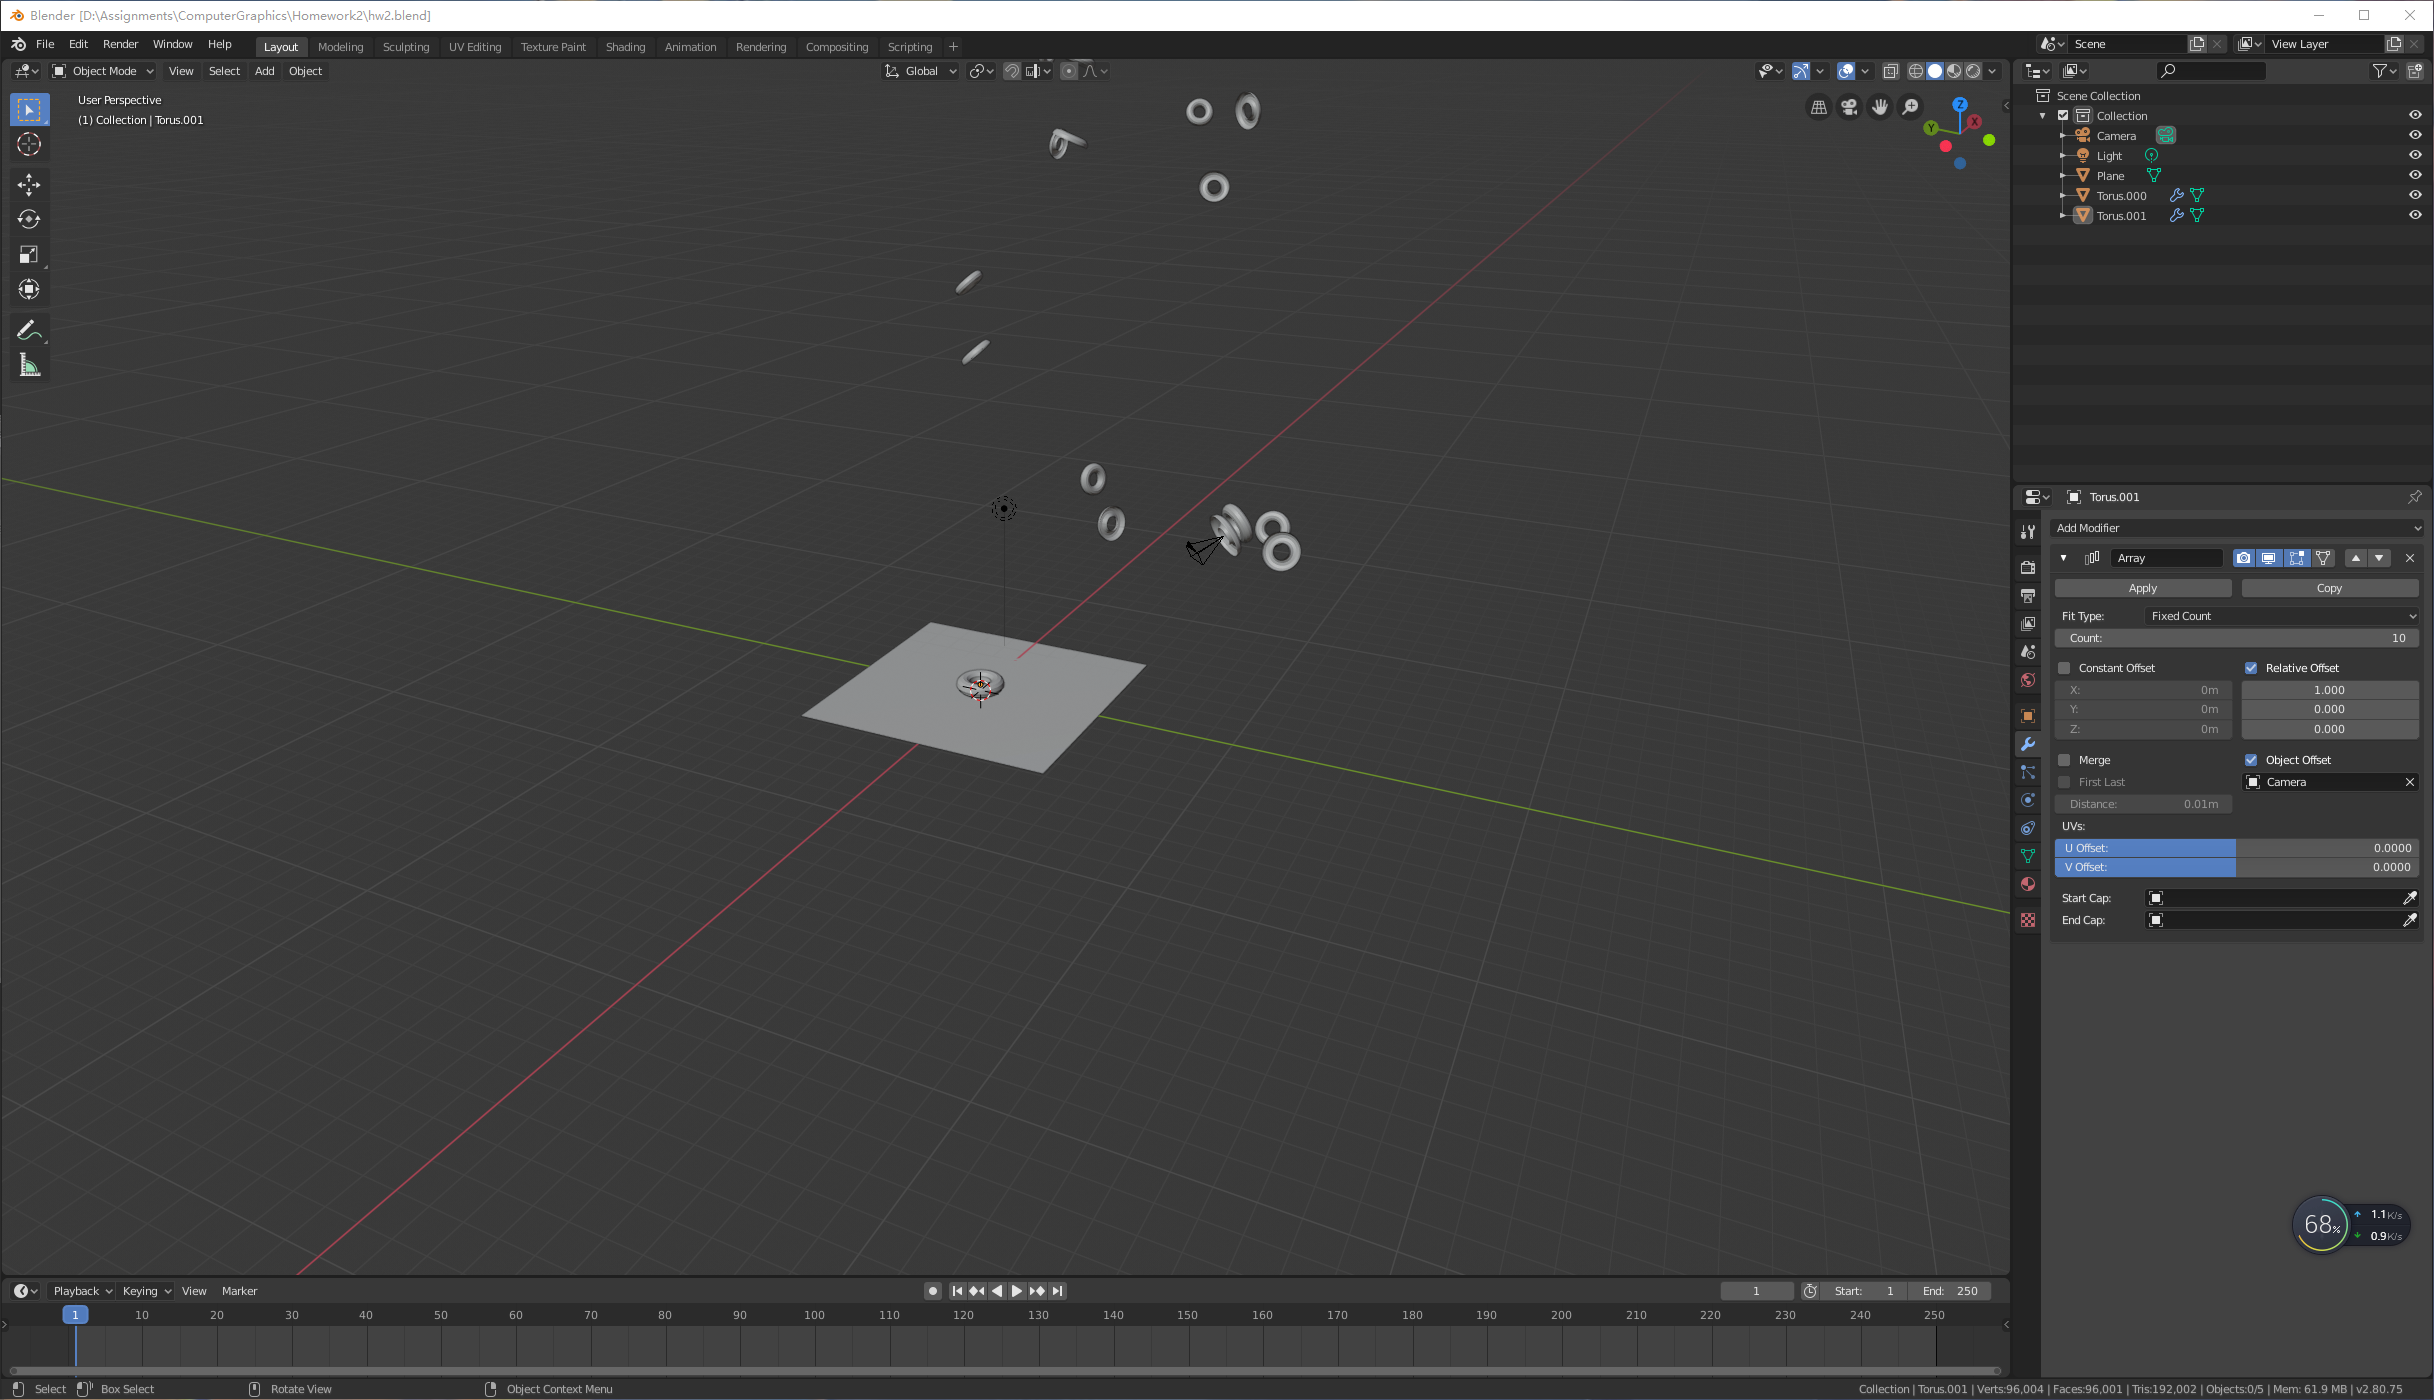 Blender [D:\Assignments\ComputerGraphics\Homework2\hw2.blend]
File Edit Render Window Help Layout Modeling Sculpting UV Editing Texture Paint Shading Animation Rendering Compositing Scripting + Scene View Layer
Object Mode View Select Add Object Global
User Perspective
(1) Collection | Torus.001
Z
Y
X
Scene Collection
Collection
Camera
Light
Plane
Torus.000
Torus.001
Torus.001
Add Modifier
Array
Apply Copy
Fit Type: Fixed Count
Count: 10
Constant Offset Relative Offset
X: 0m 1.000
Y: 0m 0.000
Z: 0m 0.000
Merge Object Offset
First Last Camera
Distance: 0.01m
UVs:
U Offset: 0.0000
V Offset: 0.0000
Start Cap:
End Cap:
68% 1.1K/s
0.9K/s
Playback Keying View Marker 1 Start: 1 End: 250
1 10 20 30 40 50 60 70 80 90 100 110 120 130 140 150 160 170 180 190 200 210 220 230 240 250
Select Box Select Rotate View Object Context Menu Collection | Torus.001 | Verts:96,004 | Faces:96,001 | Tris:192,002 | Objects:0/5 | Mem: 61.9 MB | v2.80.75